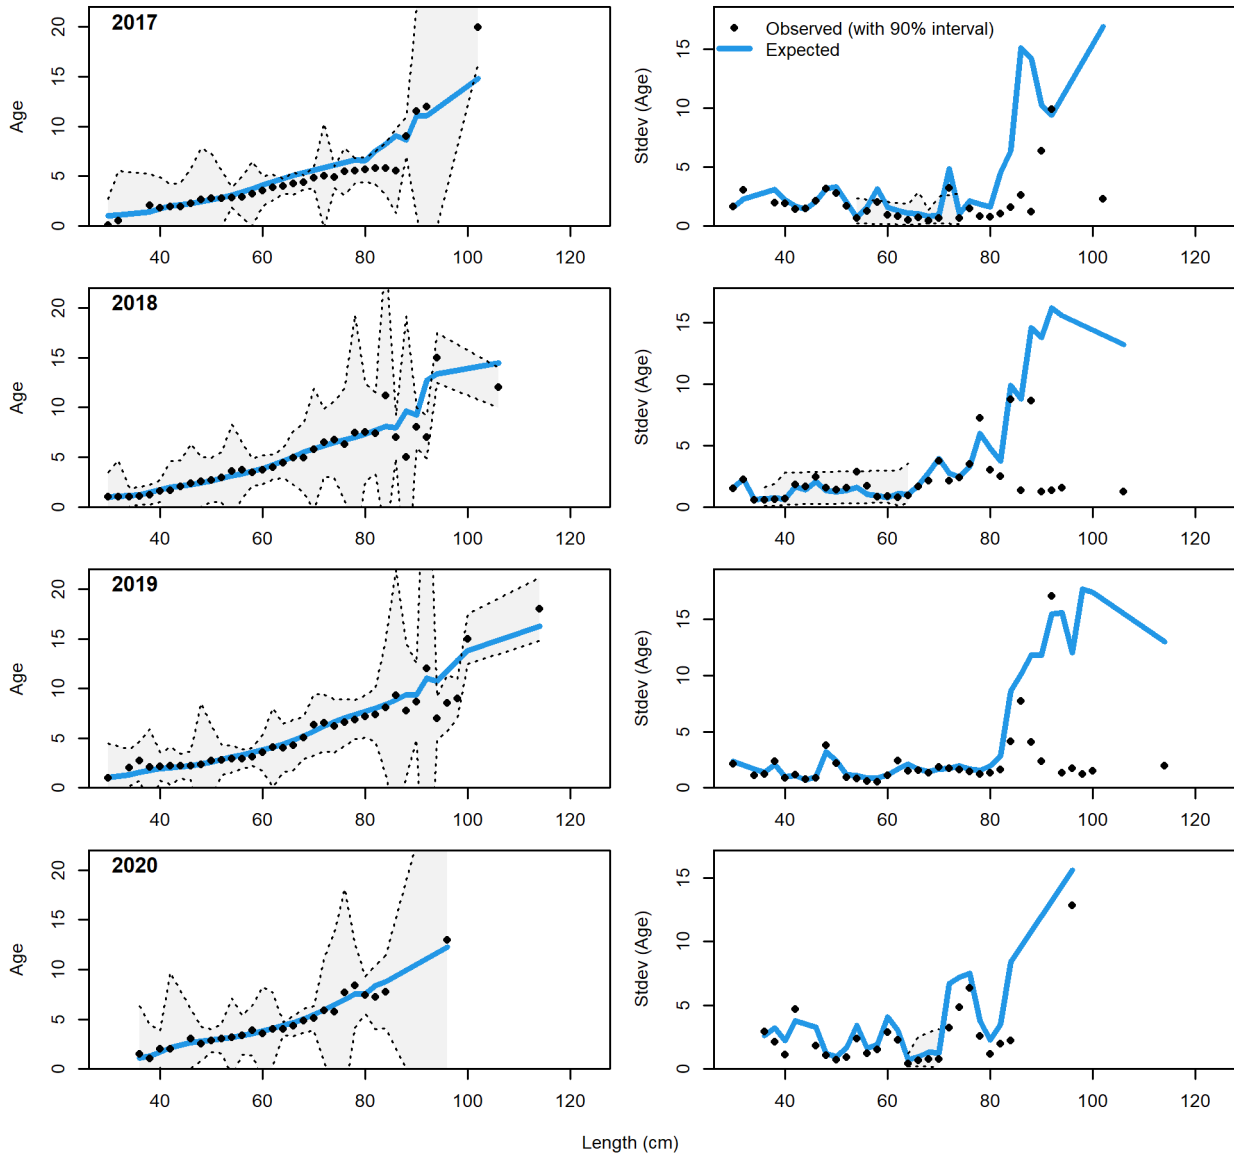 2017
Age
0 5 10 15 20
40 60 80 100 120
Observed (with 90% interval)
Expected
Stdev (Age)
0 5 10 15
40 60 80 100 120
2018
Age
0 5 10 15 20
40 60 80 100 120
Stdev (Age)
0 5 10 15
40 60 80 100 120
2019
Age
0 5 10 15 20
40 60 80 100 120
Stdev (Age)
0 5 10 15
40 60 80 100 120
2020
Age
0 5 10 15 20
40 60 80 100 120
Stdev (Age)
0 5 10 15
40 60 80 100 120
Length (cm)